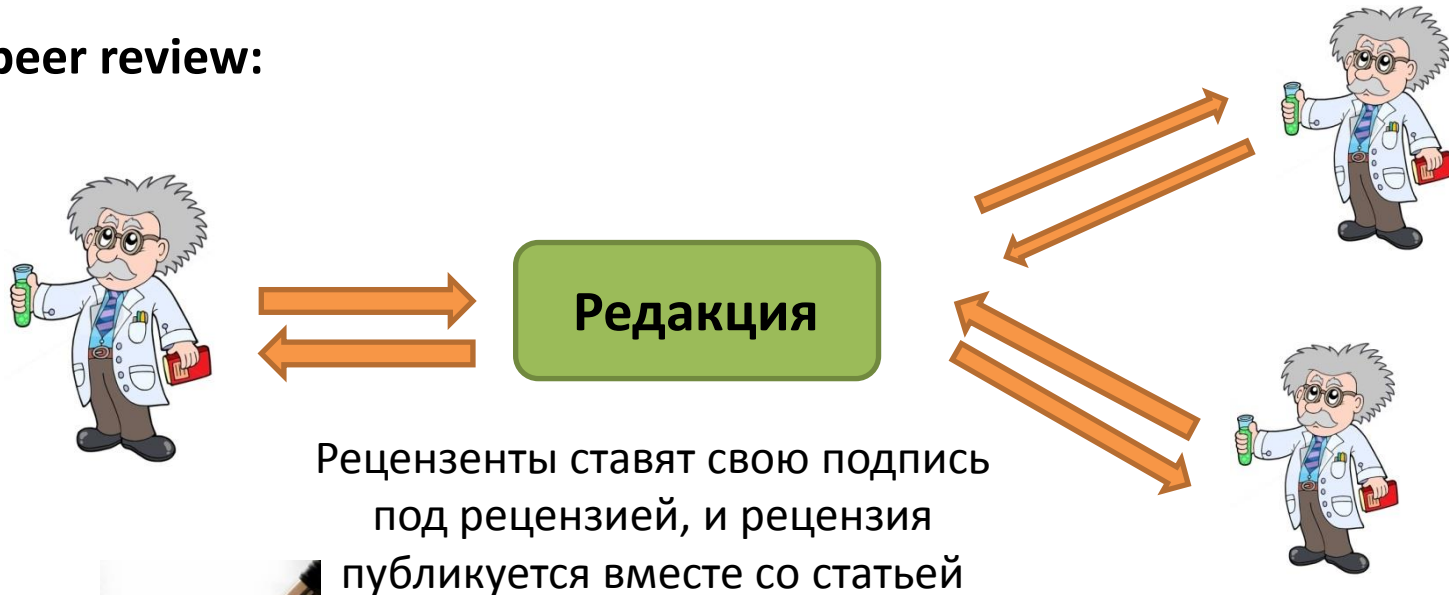 peer review:
Редакция
Рецензенты ставят свою подпись
под рецензией, и рецензия
публикуется вместе со статьей